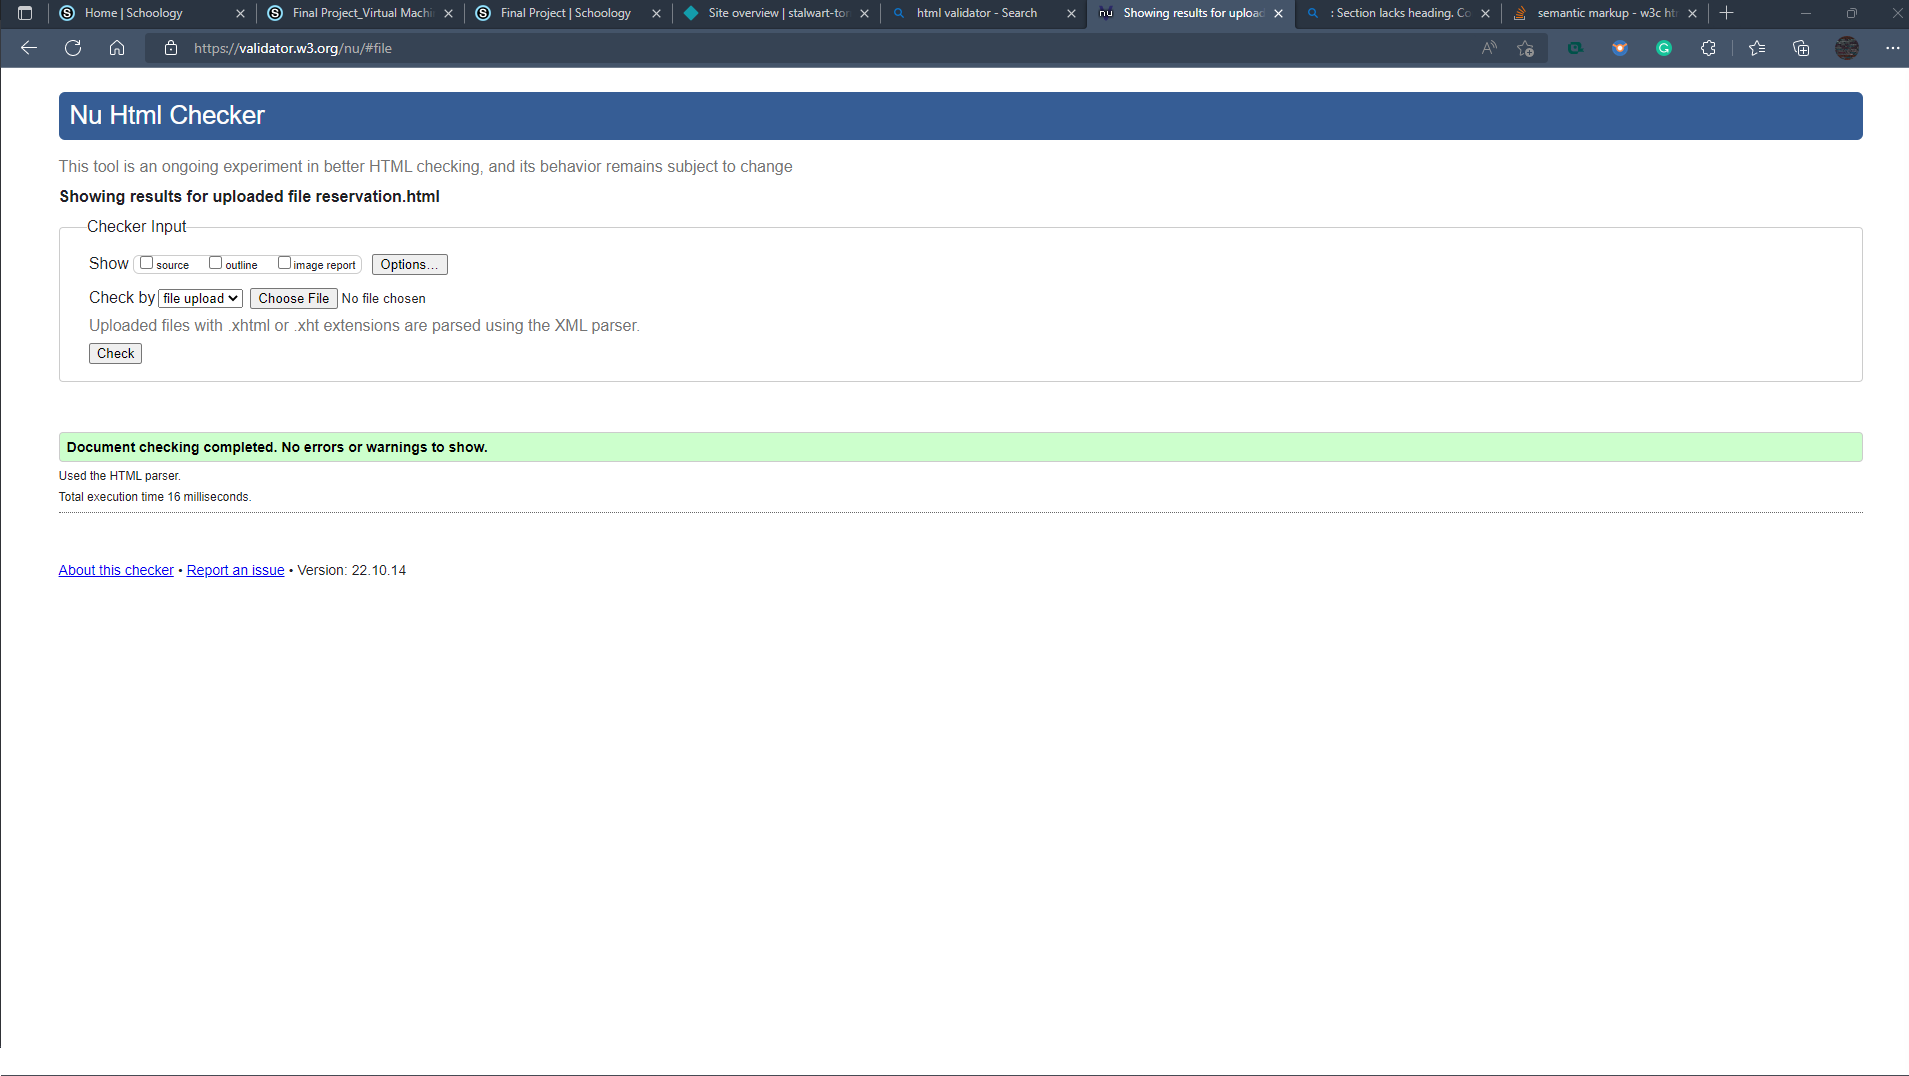 Home | Schoology
Final Project_Virtual Machi
Final Project | Schoology
Site overview | stalwart-tor
html validator - Search
nu Showing results for upload
: Section lacks heading. Co
semantic markup - w3c ht
https://validator.w3.org/nu/#file
Nu Html Checker
This tool is an ongoing experiment in better HTML checking, and its behavior remains subject to change
Showing results for uploaded file reservation.html
Checker Input
Show source outline image report Options...
Check by file upload Choose File No file chosen
Uploaded files with .xhtml or .xht extensions are parsed using the XML parser.
Check
Document checking completed. No errors or warnings to show.
Used the HTML parser.
Total execution time 16 milliseconds.
About this checker • Report an issue • Version: 22.10.14